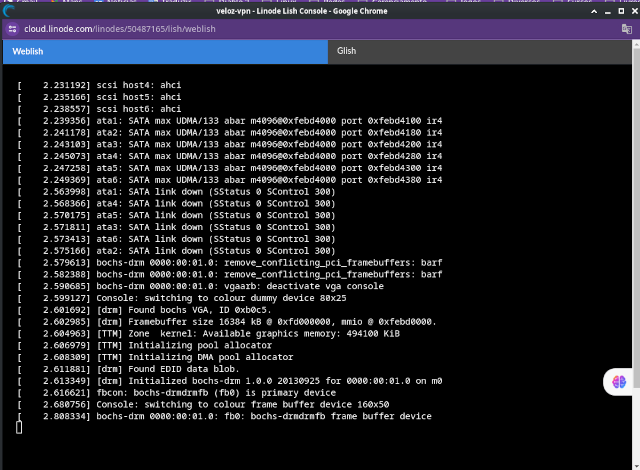 veloz-vpn - Linode Lish Console - Google Chrome
cloud.linode.com/linodes/50487165/lish/weblish
Weblish Glish
[    2.231192] scsi host4: ahci
[    2.235166] scsi host5: ahci
[    2.238557] scsi host6: ahci
[    2.239356] ata1: SATA max UDMA/133 abar m4096@0xfebd4000 port 0xfebd4100 ir4
[    2.241178] ata2: SATA max UDMA/133 abar m4096@0xfebd4000 port 0xfebd4180 ir4
[    2.243103] ata3: SATA max UDMA/133 abar m4096@0xfebd4000 port 0xfebd4200 ir4
[    2.245073] ata4: SATA max UDMA/133 abar m4096@0xfebd4000 port 0xfebd4280 ir4
[    2.247258] ata5: SATA max UDMA/133 abar m4096@0xfebd4000 port 0xfebd4300 ir4
[    2.249369] ata6: SATA max UDMA/133 abar m4096@0xfebd4000 port 0xfebd4380 ir4
[    2.563998] ata1: SATA link down (SStatus 0 SControl 300)
[    2.568366] ata4: SATA link down (SStatus 0 SControl 300)
[    2.570175] ata5: SATA link down (SStatus 0 SControl 300)
[    2.571811] ata3: SATA link down (SStatus 0 SControl 300)
[    2.573413] ata6: SATA link down (SStatus 0 SControl 300)
[    2.575166] ata2: SATA link down (SStatus 0 SControl 300)
[    2.579613] bochs-drm 0000:00:01.0: remove_conflicting_pci_framebuffers: barf
[    2.582388] bochs-drm 0000:00:01.0: remove_conflicting_pci_framebuffers: barf
[    2.590685] bochs-drm 0000:00:01.0: vgaarb: deactivate vga console
[    2.599127] Console: switching to colour dummy device 80x25
[    2.601692] [drm] Found bochs VGA, ID 0xb0c5.
[    2.602985] [drm] Framebuffer size 16384 kB @ 0xfd000000, mmio @ 0xfebd0000.
[    2.604963] [TTM] Zone  kernel: Available graphics memory: 494100 KiB
[    2.606979] [TTM] Initializing pool allocator
[    2.608309] [TTM] Initializing DMA pool allocator
[    2.611881] [drm] Found EDID data blob.
[    2.613349] [drm] Initialized bochs-drm 1.0.0 20130925 for 0000:00:01.0 on m0
[    2.616621] fbcon: bochs-drmdrmfb (fb0) is primary device
[    2.680756] Console: switching to colour frame buffer device 160x50
[    2.808334] bochs-drm 0000:00:01.0: fb0: bochs-drmdrmfb frame buffer device